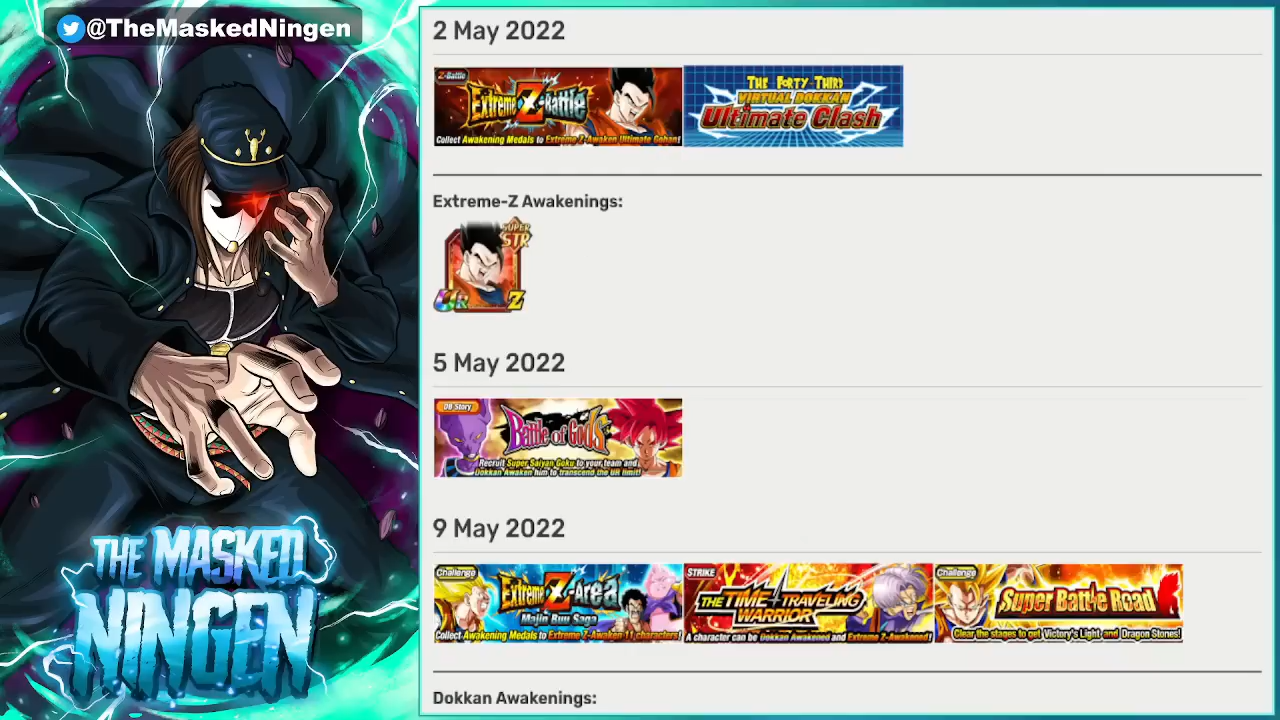 @TheMaskedNingen
THE MASKED
NINGEN
2 May 2022
Z-Battle
Extreme Z-Battle
Collect Awakening Medals to Extreme Z-Awaken Ultimate Gohan!
THE FORTY THIRD
VIRTUAL DOKKAN
Ultimate Clash
Extreme-Z Awakenings:
SUPER
STR
UR
Z
5 May 2022
DB Story
Battle of Gods
Recruit Super Saiyan Goku to your team and
Dokkan Awaken him to transcend the UR limit!
9 May 2022
Challenge
Extreme Z-Area
Majin Buu Saga
Collect Awakening Medals to Extreme Z-Awaken 11 characters!
STRIKE
THE TIME-TRAVELING
WARRIOR
A character can be Dokkan Awakened and Extreme Z-Awakened!
Challenge
Super Battle Road
Clear the stages to get Victory's Light and Dragon Stones!
Dokkan Awakenings: